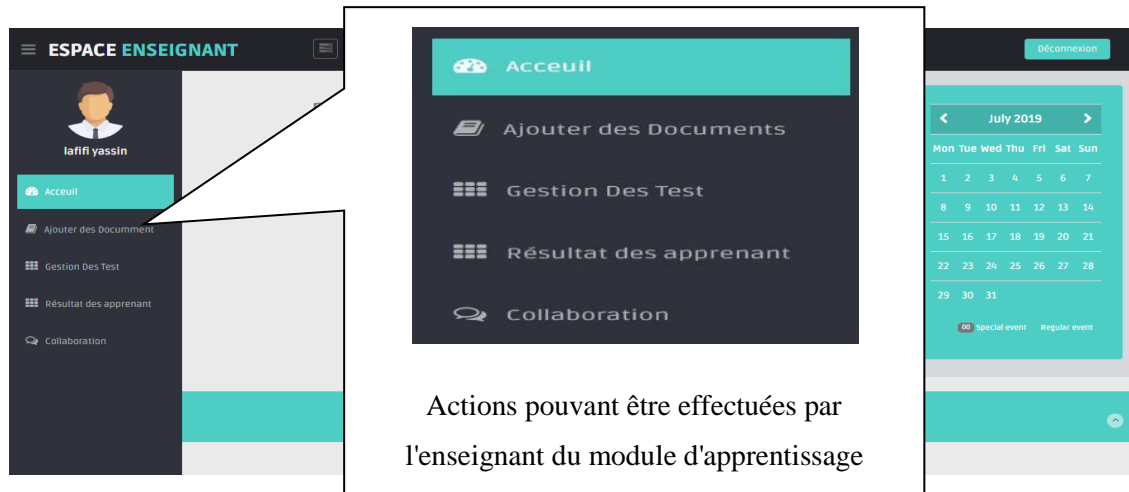 ESPACE ENSEIGNANT
Déconnexion
lafifi yassin
Acceuil
Ajouter des Docummemt
Gestion Des Test
Résultat des apprenant
Collaboration
Acceuil
Ajouter des Documents
Gestion Des Test
Résultat des apprenant
Collaboration
Actions pouvant être effectuées par
l'enseignant du module d'apprentissage
July 2019
Mon Tue Wed Thu Fri Sat Sun
1 2 3 4 5 6 7
8 9 10 11 12 13 14
15 16 17 18 19 20 21
22 23 24 25 26 27 28
29 30 31
00 Special event Regular event